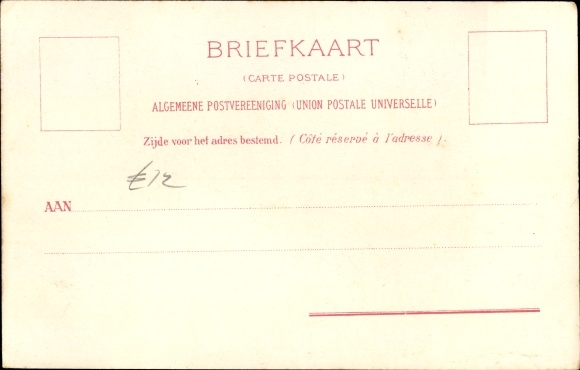 BRIEFKAART
(CARTE POSTALE)
ALGEMEENE POSTVEREENIGING (UNION POSTALE UNIVERSELLE)
Zijde voor het adres bestemd. (Côté réservé à l'adresse).
€12
AAN